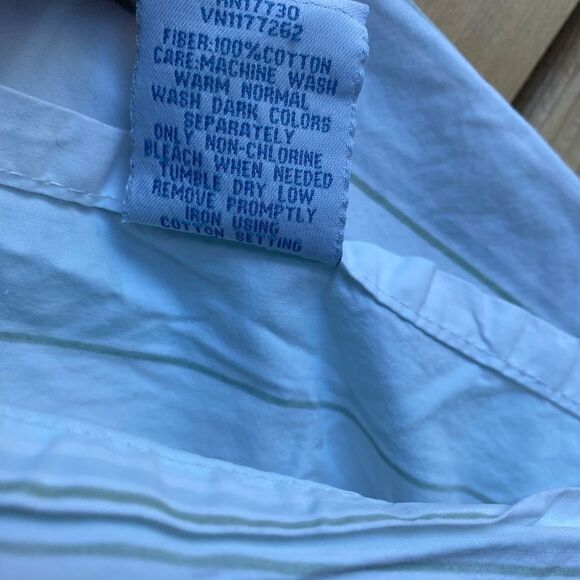 RN17730
VN1177262
FIBER:100%COTTON
CARE:MACHINE WASH
WARM NORMAL
WASH DARK COLORS
SEPARATELY
ONLY NON-CHLORINE
BLEACH WHEN NEEDED
TUMBLE DRY LOW
REMOVE PROMPTLY
IRON USING
COTTON SETTING